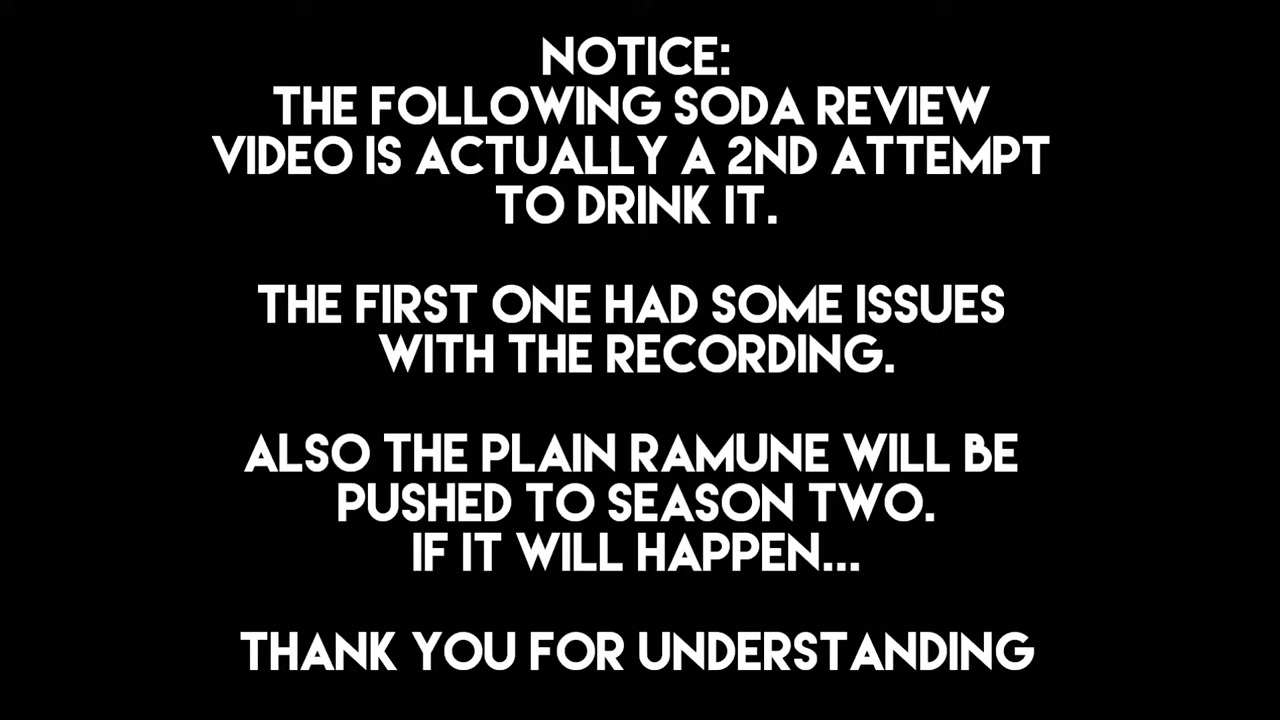 NOTICE:
THE FOLLOWING SODA REVIEW
VIDEO IS ACTUALLY A 2ND ATTEMPT
TO DRINK IT.
THE FIRST ONE HAD SOME ISSUES
WITH THE RECORDING.
ALSO THE PLAIN RAMUNE WILL BE
PUSHED TO SEASON TWO.
IF IT WILL HAPPEN...
THANK YOU FOR UNDERSTANDING